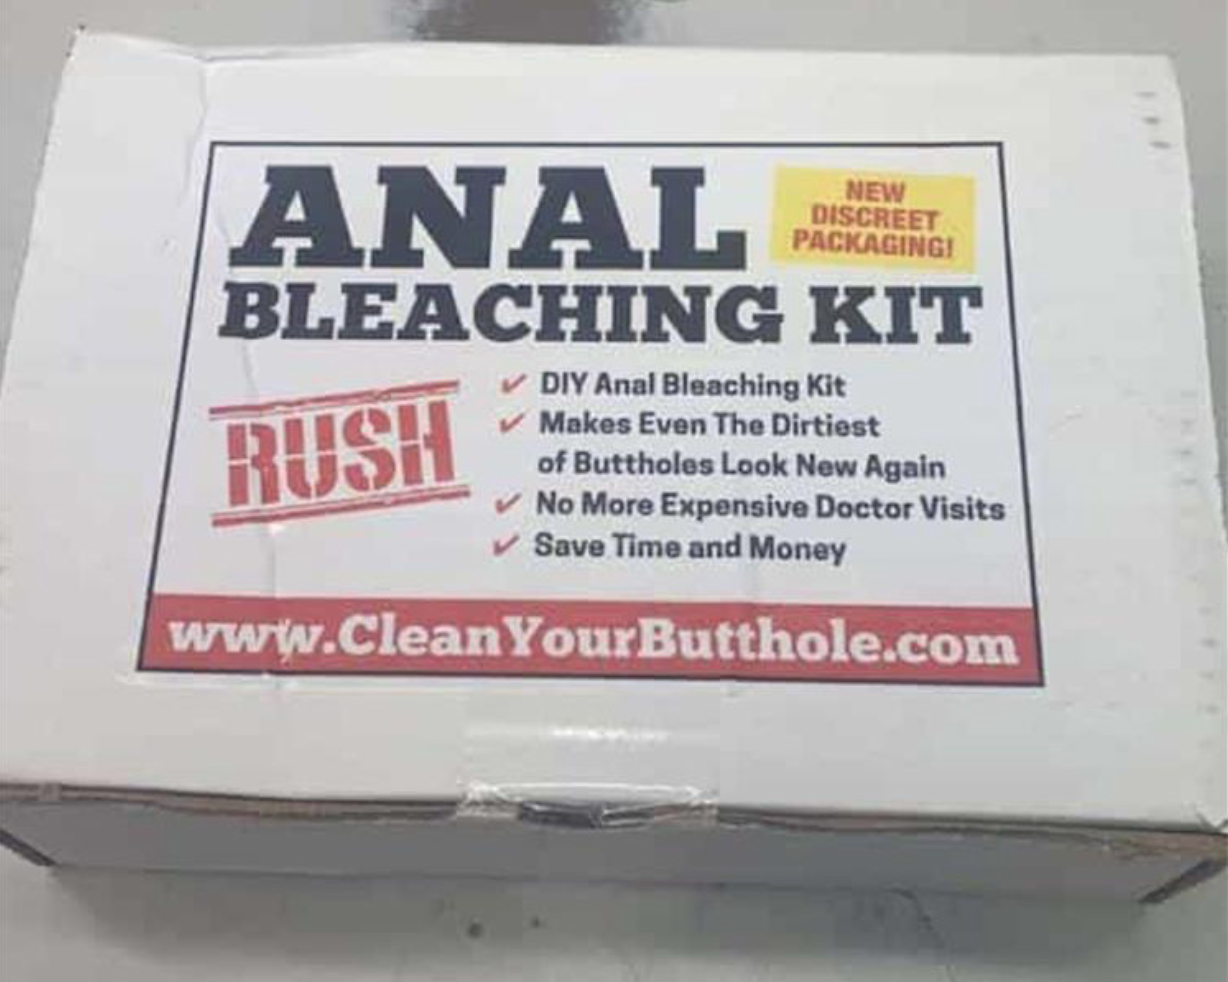 ANAL
NEW
DISCREET
PACKAGING!
BLEACHING KIT
RUSH
✓ DIY Anal Bleaching Kit
✓ Makes Even The Dirtiest
of Buttholes Look New Again
✓ No More Expensive Doctor Visits
✓ Save Time and Money
www.CleanYourButthole.com